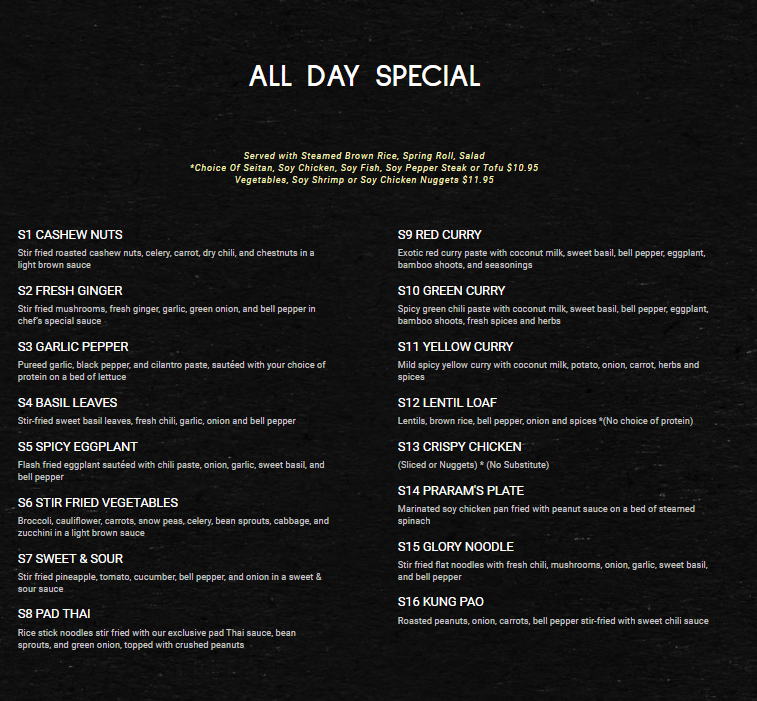 ALL DAY SPECIAL
Served with Steamed Brown Rice, Spring Roll, Salad
*Choice Of Seitan, Soy Chicken, Soy Fish, Soy Pepper Steak or Tofu $10.95
Vegetables, Soy Shrimp or Soy Chicken Nuggets $11.95
S1 CASHEW NUTS
Stir fried roasted cashew nuts, celery, carrot, dry chili, and chestnuts in a
light brown sauce
S2 FRESH GINGER
Stir fried mushrooms, fresh ginger, garlic, green onion, and bell pepper in
chef's special sauce
S3 GARLIC PEPPER
Pureed garlic, black pepper, and cilantro paste, sautéed with your choice of
protein on a bed of lettuce
S4 BASIL LEAVES
Stir-fried sweet basil leaves, fresh chili, garlic, onion and bell pepper
S5 SPICY EGGPLANT
Flash fried eggplant sautéed with chili paste, onion, garlic, sweet basil, and
bell pepper
S6 STIR FRIED VEGETABLES
Broccoli, cauliflower, carrots, snow peas, celery, bean sprouts, cabbage, and
zucchini in a light brown sauce
S7 SWEET & SOUR
Stir fried pineapple, tomato, cucumber, bell pepper, and onion in a sweet &
sour sauce
S8 PAD THAI
Rice stick noodles stir fried with our exclusive pad Thai sauce, bean
sprouts, and green onion, topped with crushed peanuts
S9 RED CURRY
Exotic red curry paste with coconut milk, sweet basil, bell pepper, eggplant,
bamboo shoots, and seasonings
S10 GREEN CURRY
Spicy green chili paste with coconut milk, sweet basil, bell pepper, eggplant,
bamboo shoots, fresh spices and herbs
S11 YELLOW CURRY
Mild spicy yellow curry with coconut milk, potato, onion, carrot, herbs and
spices
S12 LENTIL LOAF
Lentils, brown rice, bell pepper, onion and spices *(No choice of protein)
S13 CRISPY CHICKEN
(Sliced or Nuggets) * (No Substitute)
S14 PRARAM'S PLATE
Marinated soy chicken pan fried with peanut sauce on a bed of steamed
spinach
S15 GLORY NOODLE
Stir fried flat noodles with fresh chili, mushrooms, onion, garlic, sweet basil,
and bell pepper
S16 KUNG PAO
Roasted peanuts, onion, carrots, bell pepper stir-fried with sweet chili sauce